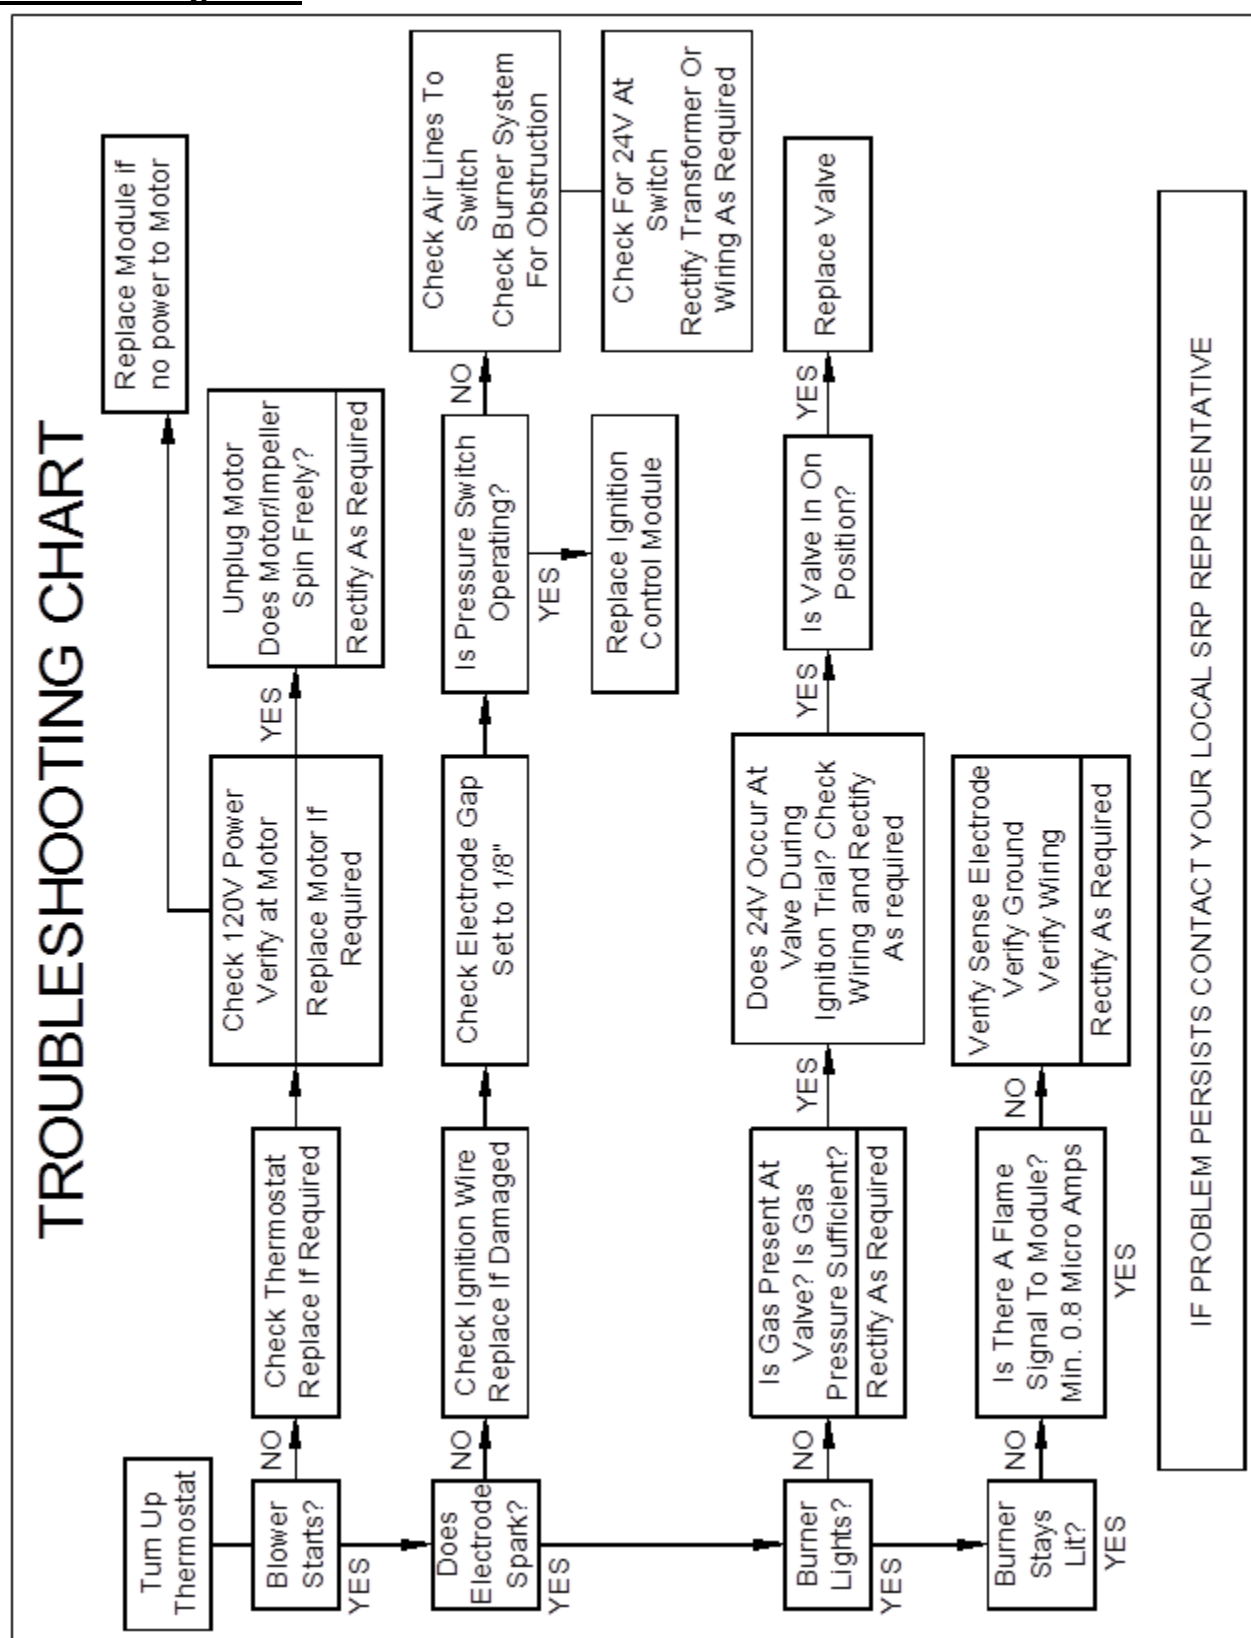 TROUBLESHOOTING CHART
Turn Up
Thermostat
Blower
Starts?
NO
YES
Check Thermostat
Replace If Required
Check 120V Power
Verify at Motor
Replace Motor If
Required
YES
Unplug Motor
Does Motor/Impeller
Spin Freely?
Rectify As Required
Replace Module if
no power to Motor
Does
Electrode
Spark?
NO
YES
Check Ignition Wire
Replace If Damaged
Check Electrode Gap
Set to 1/8"
Is Pressure Switch
Operating?
NO
YES
Check Air Lines To
Switch
Check Burner System
For Obstruction
Check For 24V At
Switch
Rectify Transformer Or
Wiring As Required
Replace Ignition
Control Module
Burner
Lights?
NO
YES
Is Gas Present At
Valve? Is Gas
Pressure Sufficient?
Rectify As Required
YES
Does 24V Occur At
Valve During
Ignition Trial? Check
Wiring and Rectify
As required
YES
Is Valve In On
Position?
YES
Replace Valve
Burner
Stays
Lit?
NO
YES
Is There A Flame
Signal To Module?
Min. 0.8 Micro Amps
NO
YES
Verify Sense Electrode
Verify Ground
Verify Wiring
Rectify As Required
IF PROBLEM PERSISTS CONTACT YOUR LOCAL SRP REPRESENTATIVE